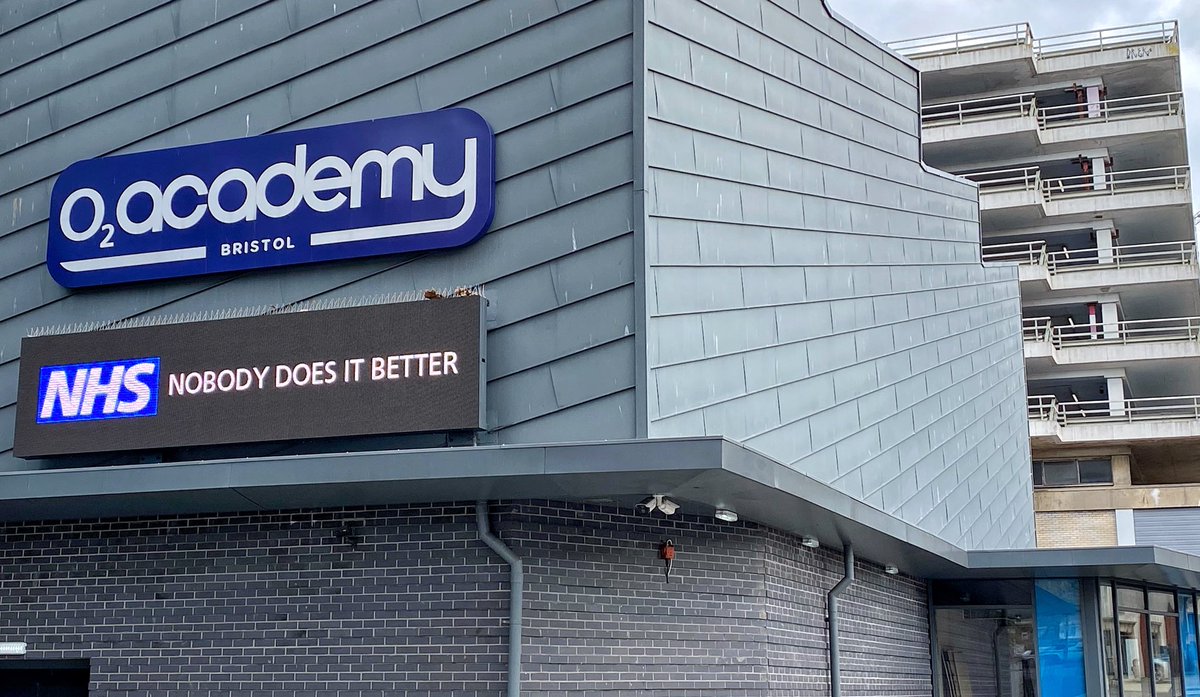 O₂ academy
BRISTOL
NHS NOBODY DOES IT BETTER